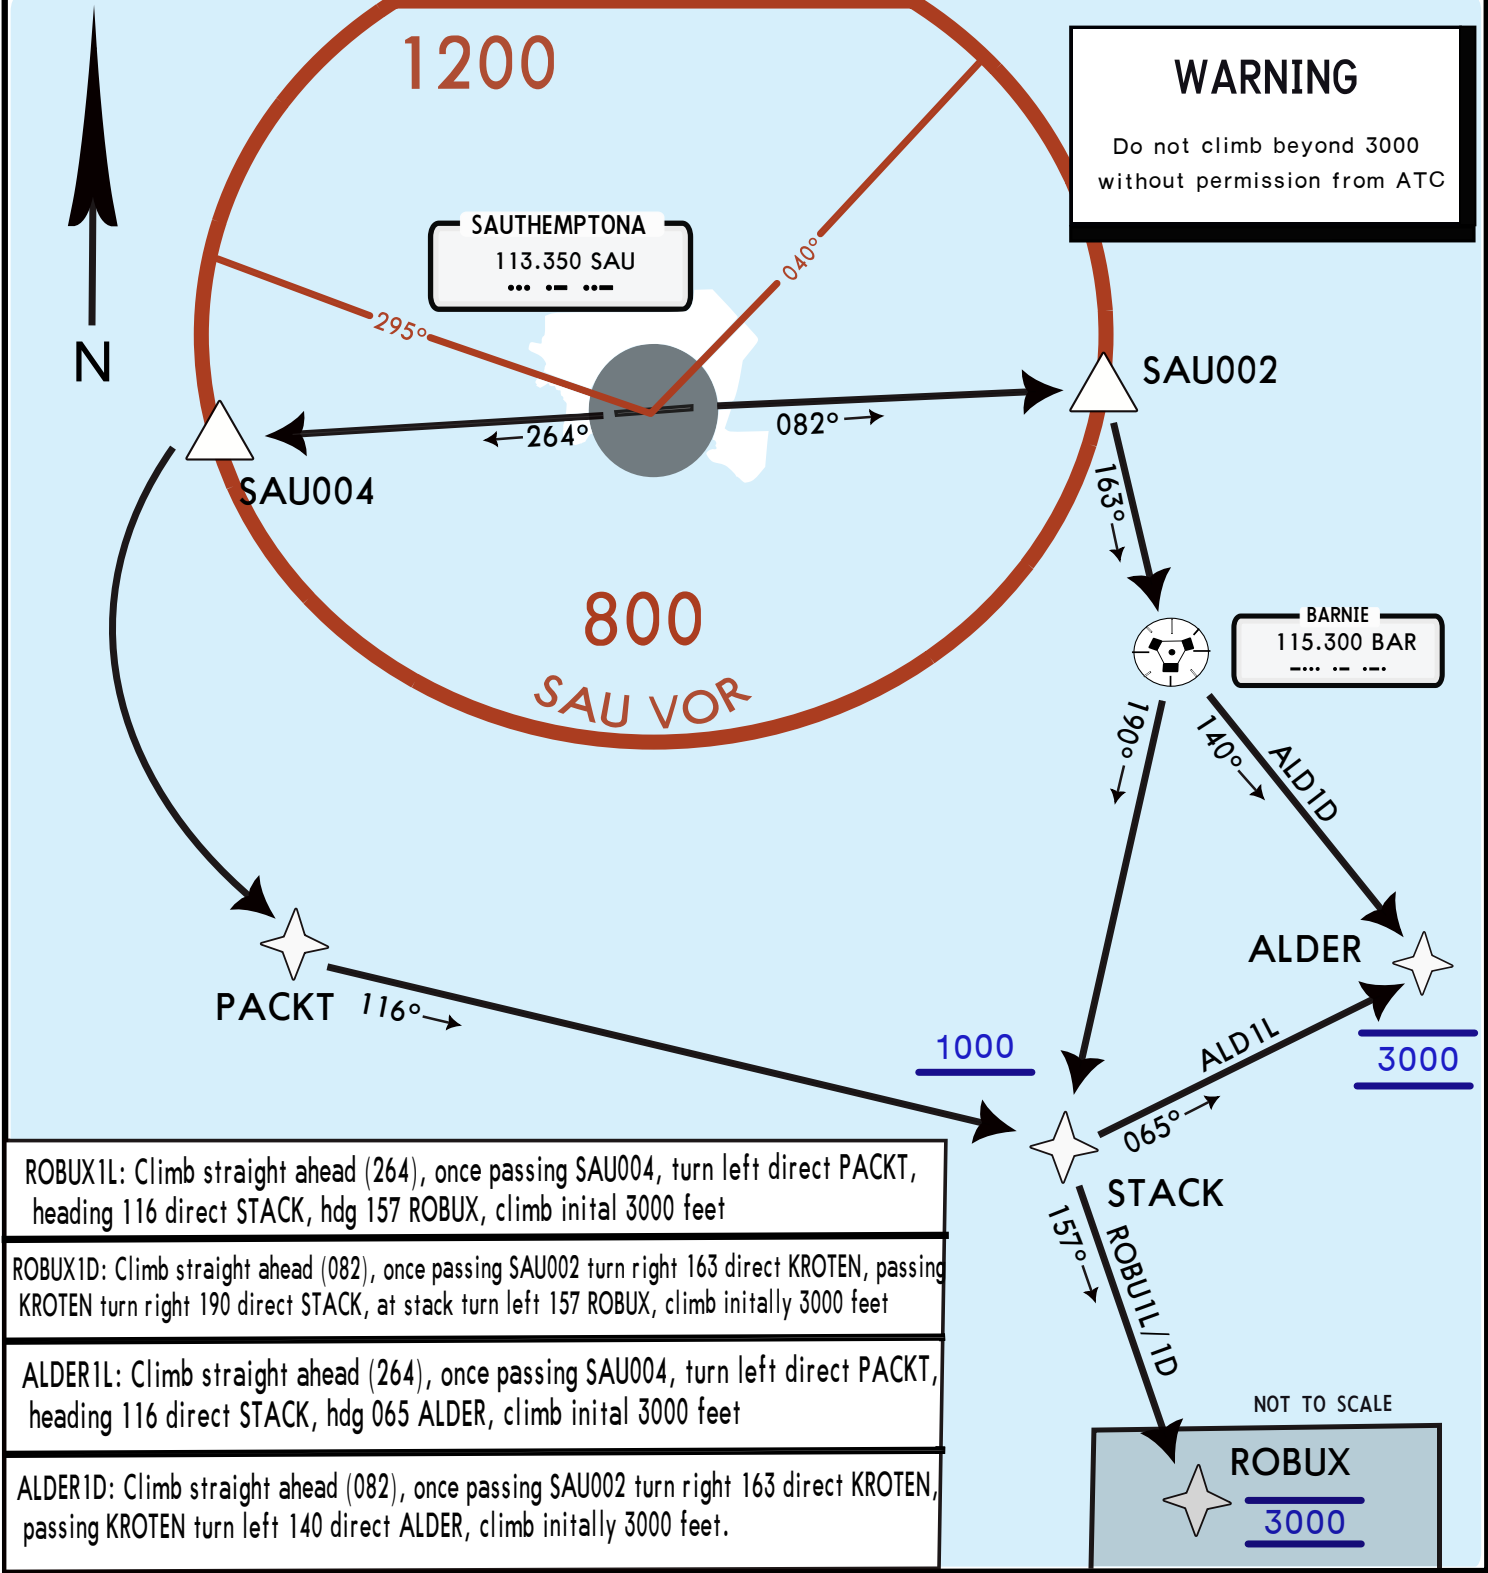 1200
WARNING
Do not climb beyond 3000
without permission from ATC
SAUTHEMPTONA
113.350 SAU
••• •– ••–
040°
295°
N
SAU002
082°
264°
SAU004
163°
800
SAU VOR
BARNIE
115.300 BAR
–••• •– •–•
190°
140°
ALD1D
ALDER
PACKT
116°
1000
ALD1L
3000
065°
STACK
157°
ROBU1L/1D
ROBUX1L: Climb straight ahead (264), once passing SAU004, turn left direct PACKT,
heading 116 direct STACK, hdg 157 ROBUX, climb inital 3000 feet
ROBUX1D: Climb straight ahead (082), once passing SAU002 turn right 163 direct KROTEN, passing
KROTEN turn right 190 direct STACK, at stack turn left 157 ROBUX, climb initally 3000 feet
ALDER1L: Climb straight ahead (264), once passing SAU004, turn left direct PACKT,
heading 116 direct STACK, hdg 065 ALDER, climb inital 3000 feet
ALDER1D: Climb straight ahead (082), once passing SAU002 turn right 163 direct KROTEN,
passing KROTEN turn left 140 direct ALDER, climb initally 3000 feet.
NOT TO SCALE
ROBUX
3000